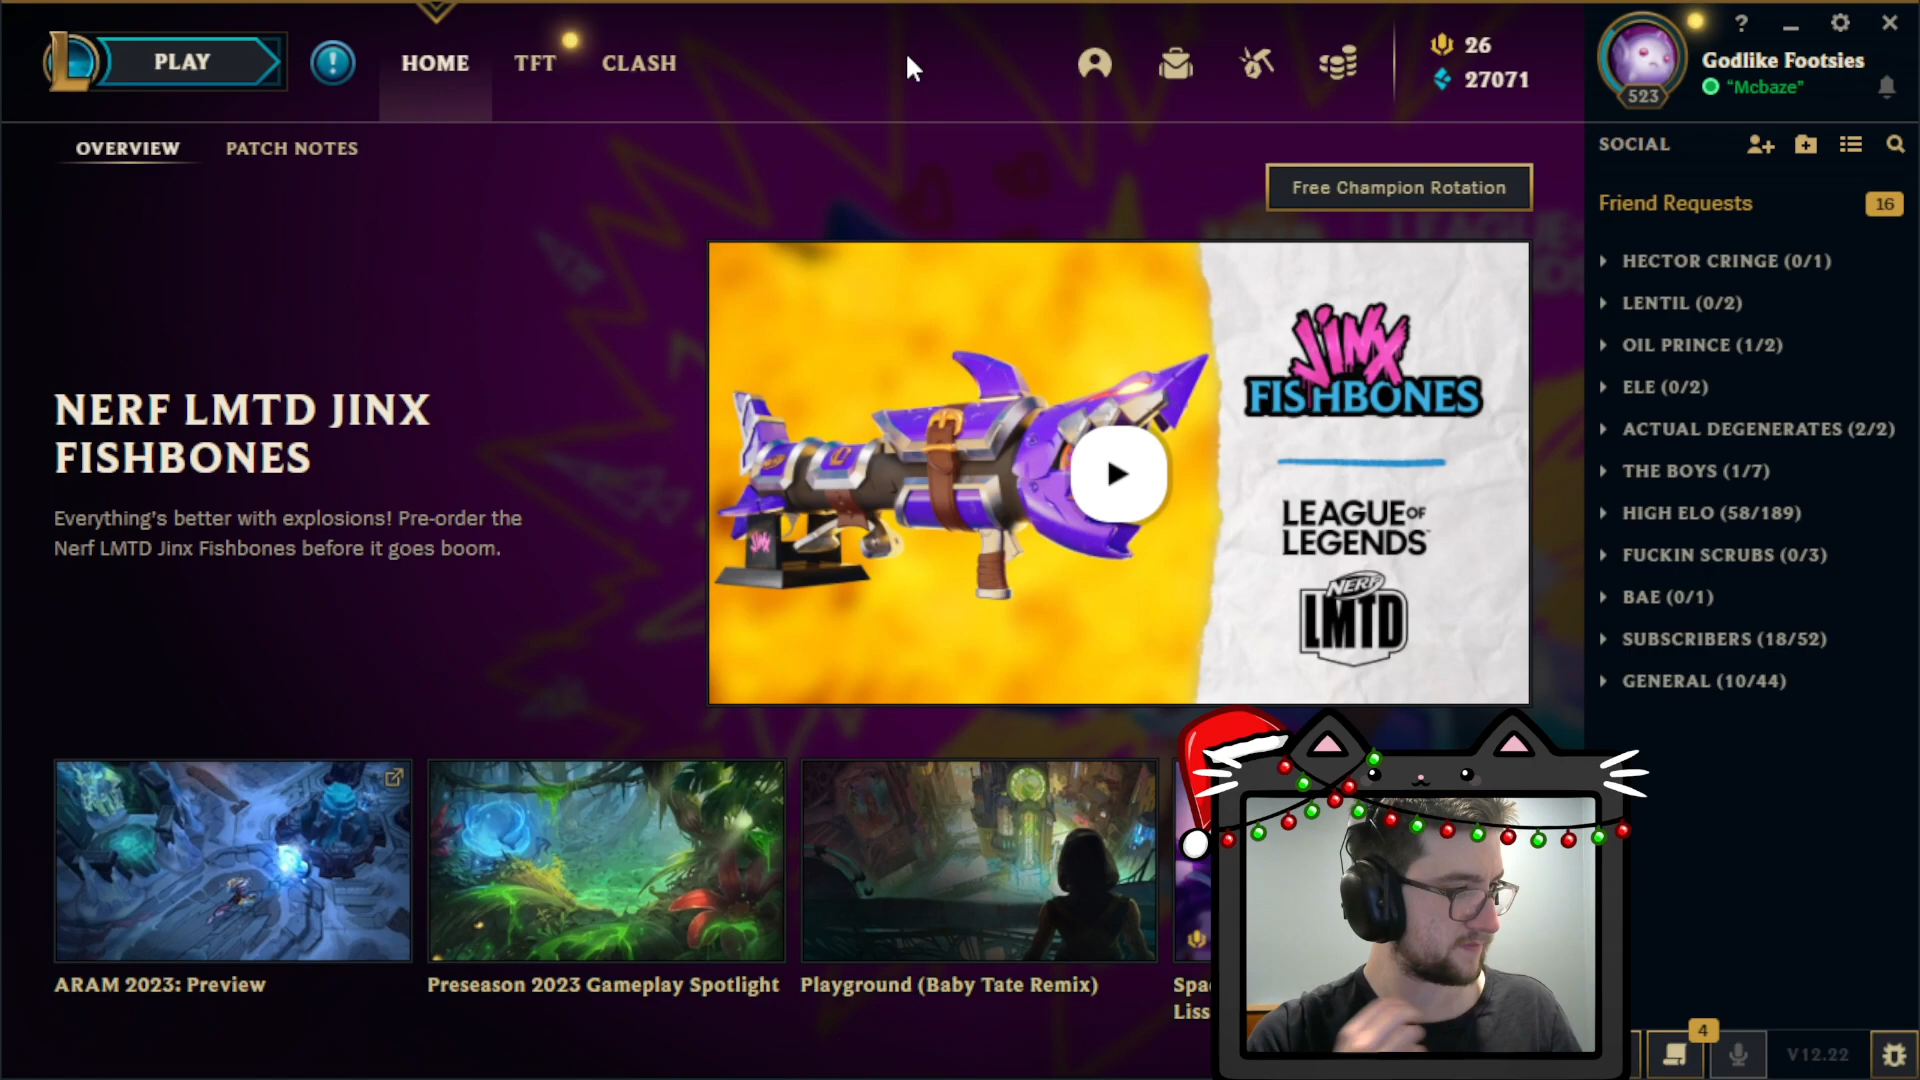 PLAY
HOME
TFT
CLASH
26
27071
523
?
Godlike Footsies
"Mcbaze"
OVERVIEW
PATCH NOTES
Free Champion Rotation
SOCIAL
Friend Requests
16
HECTOR CRINGE (0/1)
LENTIL (0/2)
OIL PRINCE (1/2)
ELE (0/2)
ACTUAL DEGENERATES (2/2)
THE BOYS (1/7)
HIGH ELO (58/189)
FUCKIN SCRUBS (0/3)
BAE (0/1)
SUBSCRIBERS (18/52)
GENERAL (10/44)
NERF LMTD JINX
FISHBONES
Everything's better with explosions! Pre-order the
Nerf LMTD Jinx Fishbones before it goes boom.
JINX
FISHBONES
LEAGUE OF
LEGENDS
NERF
LMTD
JINX
ARAM 2023: Preview
Preseason 2023 Gameplay Spotlight
Playground (Baby Tate Remix)
Spa
Liss
4
V12.22